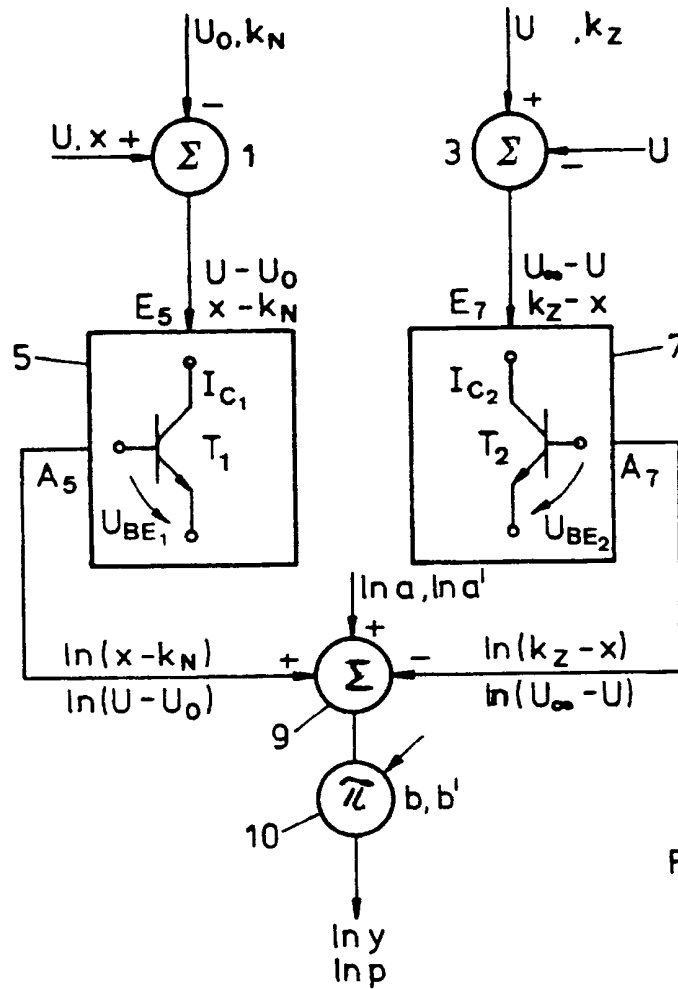 U₀,k_N
U ,k_Z
−
+
U, x +
Σ
1
3
Σ
−
U
U − U₀
x − k_N
U∞ − U
k_Z − x
E₅
E₇
5
7
I_C₁
I_C₂
T₁
T₂
A₅
A₇
U_BE₁
U_BE₂
ln a, ln a'
+
ln(x − k_N)
+
Σ
−
ln(k_Z − x)
ln(U − U₀)
ln(U∞ − U)
9
π
b, b'
10
F
ln y
ln p